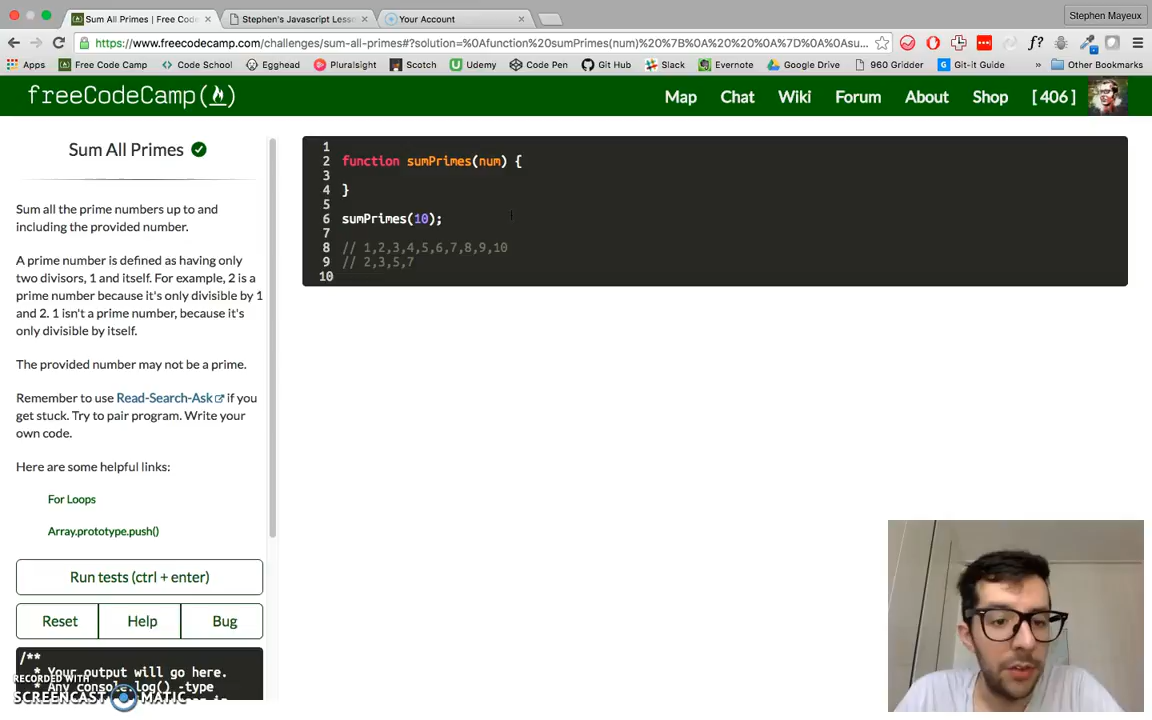 Sum All Primes | Free Code
Stephen's Javascript Less
Your Account
Stephen Mayeux
https://www.freecodecamp.com/challenges/sum-all-primes#?solution=%0Afunction%20sumPrimes(num)%20%7B%0A%20%20%0A%7D%0A%0Asu...
Apps Free Code Camp Code School Egghead Pluralsight Scotch Udemy Code Pen Git Hub Slack Evernote Google Drive 960 Gridder Git-it Guide » Other Bookmarks
freeCodeCamp
Map Chat Wiki Forum About Shop [ 406 ]
Sum All Primes
Sum all the prime numbers up to and
including the provided number.
A prime number is defined as having only
two divisors, 1 and itself. For example, 2 is a
prime number because it's only divisible by 1
and 2. 1 isn't a prime number, because it's
only divisible by itself.
The provided number may not be a prime.
Remember to use Read-Search-Ask if you
get stuck. Try to pair program. Write your
own code.
Here are some helpful links:
For Loops
Array.prototype.push()
Run tests (ctrl + enter)
Reset Help Bug
/**
* Your output will go here.
* Any console.log() -type
RECORDED WITH
SCREENCAST MATIC
1
2 function sumPrimes(num) {
3
4 }
5
6 sumPrimes(10);
7
8 // 1,2,3,4,5,6,7,8,9,10
9 // 2,3,5,7
10